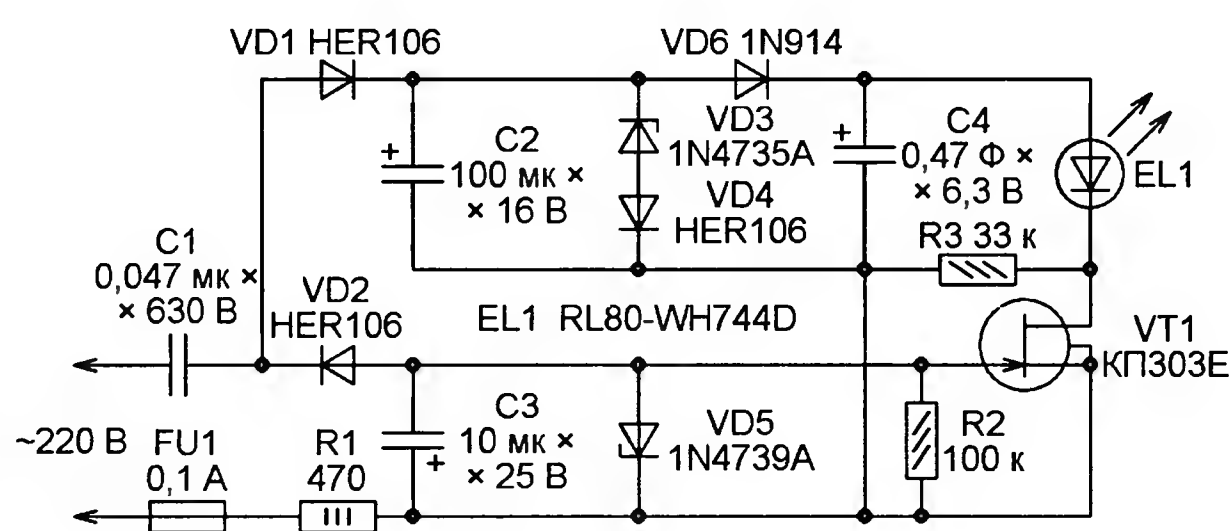 VD1 HER106
VD6 1N914
C2
100 мк ×
× 16 В
VD3
1N4735A
VD4
HER106
C4
0,47 Ф ×
× 6,3 В
EL1
R3 33 к
C1
0,047 мк ×
× 630 В
VD2
HER106
EL1 RL80-WH744D
VT1
КП303Е
~220 В
FU1
0,1 А
R1
470
C3
10 мк ×
× 25 В
VD5
1N4739A
R2
100 к